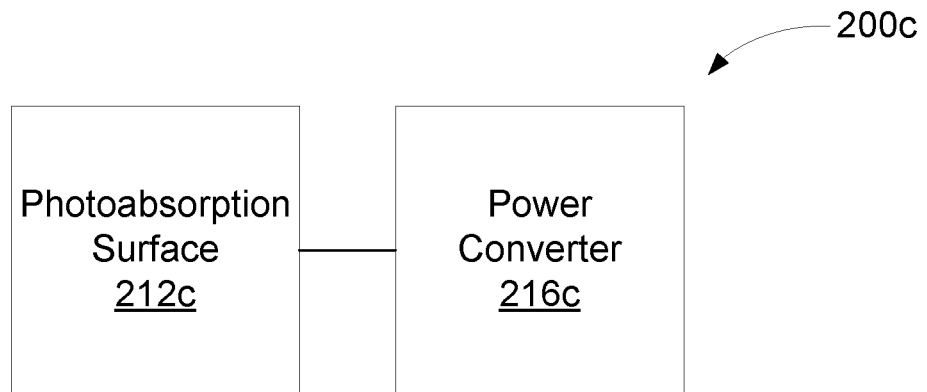 200c
Photoabsorption
Surface
212c
Power
Converter
216c